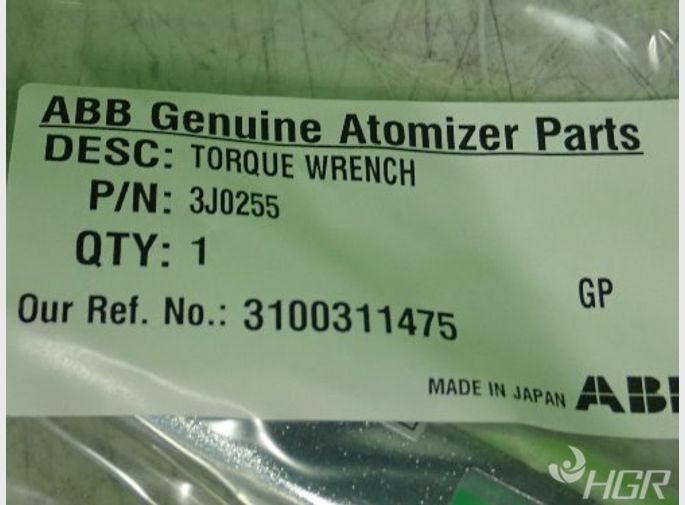 ABB Genuine Atomizer Parts
DESC: TORQUE WRENCH
P/N: 3J0255
QTY: 1
GP
Our Ref. No.: 3100311475
MADE IN JAPAN ABB
HGR